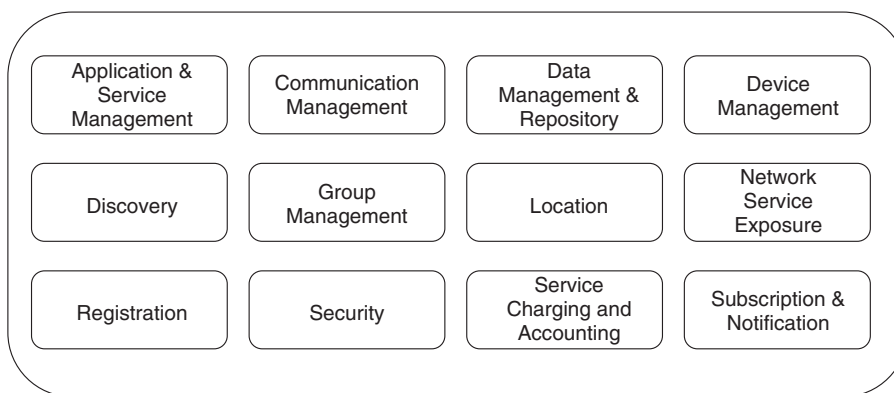 Application &
Service
Management
Communication
Management
Data
Management &
Repository
Device
Management
Discovery
Group
Management
Location
Network
Service
Exposure
Registration
Security
Service
Charging and
Accounting
Subscription &
Notification